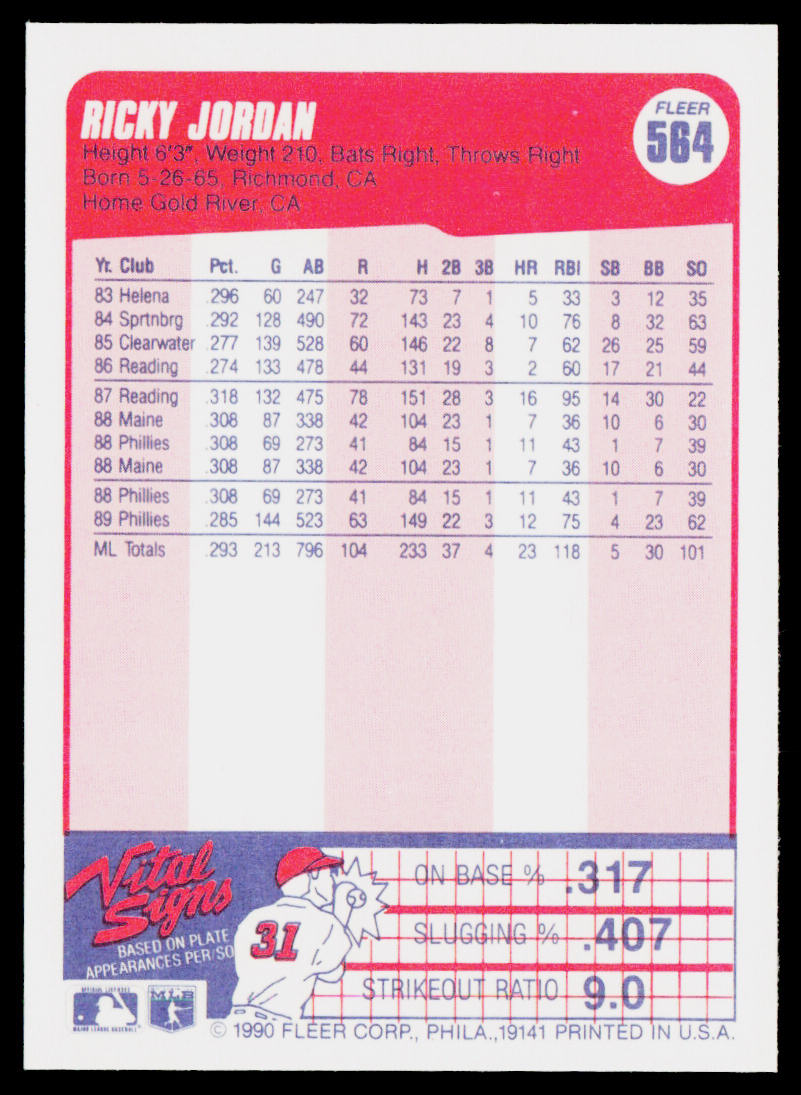 RICKY JORDAN
FLEER
564
Height 6'3", Weight 210, Bats Right, Throws Right
Born 5-26-65, Richmond, CA
Home Gold River, CA
Yr. Club Pct. G AB R H 2B 3B HR RBI SB BB SO
83 Helena .296 60 247 32 73 7 1 5 33 3 12 35
84 Sprtnbrg .292 128 490 72 143 23 4 10 76 8 32 63
85 Clearwater .277 139 528 60 146 22 8 7 62 26 25 59
86 Reading .274 133 478 44 131 19 3 2 60 17 21 44
87 Reading .318 132 475 78 151 28 3 16 95 14 30 22
88 Maine .308 87 338 42 104 23 1 7 36 10 6 30
88 Phillies .308 69 273 41 84 15 1 11 43 1 7 39
88 Maine .308 87 338 42 104 23 1 7 36 10 6 30
88 Phillies .308 69 273 41 84 15 1 11 43 1 7 39
89 Phillies .285 144 523 63 149 22 3 12 75 4 23 62
ML Totals .293 213 796 104 233 37 4 23 118 5 30 101
Vital
Signs
BASED ON PLATE
APPEARANCES PER/SO
31
ON BASE % .317
SLUGGING % .407
STRIKEOUT RATIO 9.0
OFFICIAL LICENSEE
MAJOR LEAGUE BASEBALL
© 1990 FLEER CORP., PHILA.,19141 PRINTED IN U.S.A.